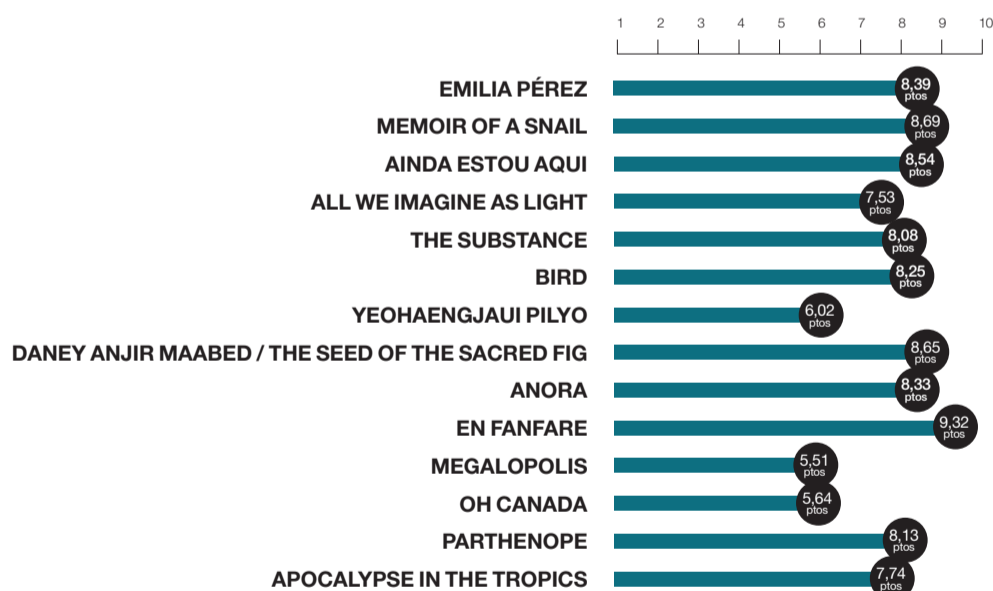 1 2 3 4 5 6 7 8 9 10
EMILIA PÉREZ 8,39 ptos
MEMOIR OF A SNAIL 8,69 ptos
AINDA ESTOU AQUI 8,54 ptos
ALL WE IMAGINE AS LIGHT 7,53 ptos
THE SUBSTANCE 8,08 ptos
BIRD 8,25 ptos
YEOHAENGJAUI PILYO 6,02 ptos
DANEY ANJIR MAABED / THE SEED OF THE SACRED FIG 8,65 ptos
ANORA 8,33 ptos
EN FANFARE 9,32 ptos
MEGALOPOLIS 5,51 ptos
OH CANADA 5,64 ptos
PARTHENOPE 8,13 ptos
APOCALYPSE IN THE TROPICS 7,74 ptos